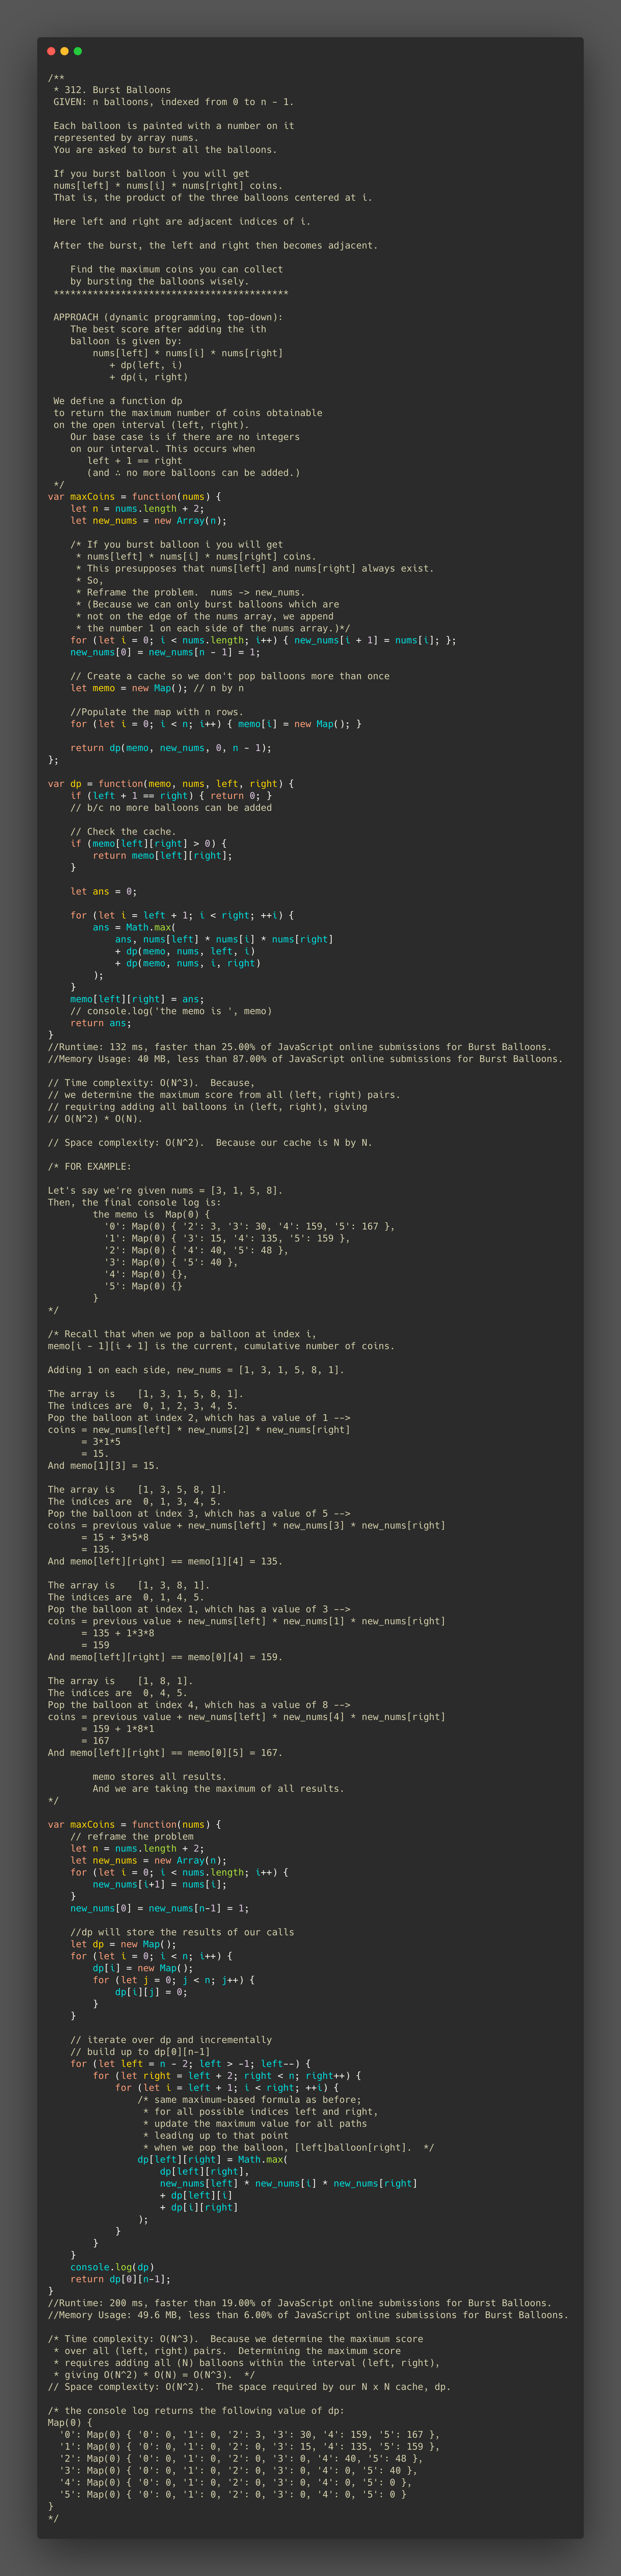 /**
 * 312. Burst Balloons
 GIVEN: n balloons, indexed from 0 to n - 1.

 Each balloon is painted with a number on it
 represented by array nums.
 You are asked to burst all the balloons.

 If you burst balloon i you will get
 nums[left] * nums[i] * nums[right] coins.
 That is, the product of the three balloons centered at i.

 Here left and right are adjacent indices of i.

 After the burst, the left and right then becomes adjacent.

    Find the maximum coins you can collect
    by bursting the balloons wisely.
 ******************************************

 APPROACH (dynamic programming, top-down):
    The best score after adding the ith
    balloon is given by:
        nums[left] * nums[i] * nums[right]
           + dp(left, i)
           + dp(i, right)

 We define a function dp
 to return the maximum number of coins obtainable
 on the open interval (left, right).
    Our base case is if there are no integers
    on our interval. This occurs when
       left + 1 == right
       (and ∴ no more balloons can be added.)
 */
var maxCoins = function(nums) {
    let n = nums.length + 2;
    let new_nums = new Array(n);

    /* If you burst balloon i you will get
     * nums[left] * nums[i] * nums[right] coins.
     * This presupposes that nums[left] and nums[right] always exist.
     * So,
     * Reframe the problem.  nums -> new_nums.
     * (Because we can only burst balloons which are
     * not on the edge of the nums array, we append
     * the number 1 on each side of the nums array.)*/
    for (let i = 0; i < nums.length; i++) { new_nums[i + 1] = nums[i]; };
    new_nums[0] = new_nums[n - 1] = 1;

    // Create a cache so we don't pop balloons more than once
    let memo = new Map(); // n by n

    //Populate the map with n rows.
    for (let i = 0; i < n; i++) { memo[i] = new Map(); }

    return dp(memo, new_nums, 0, n - 1);
};

var dp = function(memo, nums, left, right) {
    if (left + 1 == right) { return 0; }
    // b/c no more balloons can be added

    // Check the cache.
    if (memo[left][right] > 0) {
        return memo[left][right];
    }

    let ans = 0;

    for (let i = left + 1; i < right; ++i) {
        ans = Math.max(
            ans, nums[left] * nums[i] * nums[right]
            + dp(memo, nums, left, i)
            + dp(memo, nums, i, right)
        );
    }
    memo[left][right] = ans;
    // console.log('the memo is ', memo)
    return ans;
}
//Runtime: 132 ms, faster than 25.00% of JavaScript online submissions for Burst Balloons.
//Memory Usage: 40 MB, less than 87.00% of JavaScript online submissions for Burst Balloons.

// Time complexity: O(N^3).  Because,
// we determine the maximum score from all (left, right) pairs.
// requiring adding all balloons in (left, right), giving
// O(N^2) * O(N).

// Space complexity: O(N^2).  Because our cache is N by N.

/* FOR EXAMPLE:

Let's say we're given nums = [3, 1, 5, 8].
Then, the final console log is:
        the memo is  Map(0) {
          '0': Map(0) { '2': 3, '3': 30, '4': 159, '5': 167 },
          '1': Map(0) { '3': 15, '4': 135, '5': 159 },
          '2': Map(0) { '4': 40, '5': 48 },
          '3': Map(0) { '5': 40 },
          '4': Map(0) {},
          '5': Map(0) {}
        }
*/

/* Recall that when we pop a balloon at index i,
memo[i - 1][i + 1] is the current, cumulative number of coins.

Adding 1 on each side, new_nums = [1, 3, 1, 5, 8, 1].

The array is    [1, 3, 1, 5, 8, 1].
The indices are  0, 1, 2, 3, 4, 5.
Pop the balloon at index 2, which has a value of 1 -->
coins = new_nums[left] * new_nums[2] * new_nums[right]
      = 3*1*5
      = 15.
And memo[1][3] = 15.

The array is    [1, 3, 5, 8, 1].
The indices are  0, 1, 3, 4, 5.
Pop the balloon at index 3, which has a value of 5 -->
coins = previous value + new_nums[left] * new_nums[3] * new_nums[right]
      = 15 + 3*5*8
      = 135.
And memo[left][right] == memo[1][4] = 135.

The array is    [1, 3, 8, 1].
The indices are  0, 1, 4, 5.
Pop the balloon at index 1, which has a value of 3 -->
coins = previous value + new_nums[left] * new_nums[1] * new_nums[right]
      = 135 + 1*3*8
      = 159
And memo[left][right] == memo[0][4] = 159.

The array is    [1, 8, 1].
The indices are  0, 4, 5.
Pop the balloon at index 4, which has a value of 8 -->
coins = previous value + new_nums[left] * new_nums[4] * new_nums[right]
      = 159 + 1*8*1
      = 167
And memo[left][right] == memo[0][5] = 167.

        memo stores all results.
        And we are taking the maximum of all results.
*/

var maxCoins = function(nums) {
    // reframe the problem
    let n = nums.length + 2;
    let new_nums = new Array(n);
    for (let i = 0; i < nums.length; i++) {
        new_nums[i+1] = nums[i];
    }
    new_nums[0] = new_nums[n-1] = 1;

    //dp will store the results of our calls
    let dp = new Map();
    for (let i = 0; i < n; i++) {
        dp[i] = new Map();
        for (let j = 0; j < n; j++) {
            dp[i][j] = 0;
        }
    }

    // iterate over dp and incrementally
    // build up to dp[0][n-1]
    for (let left = n - 2; left > -1; left--) {
        for (let right = left + 2; right < n; right++) {
            for (let i = left + 1; i < right; ++i) {
                /* same maximum-based formula as before;
                 * for all possible indices left and right,
                 * update the maximum value for all paths
                 * leading up to that point
                 * when we pop the balloon, [left]balloon[right].  */
                dp[left][right] = Math.max(
                    dp[left][right],
                    new_nums[left] * new_nums[i] * new_nums[right]
                    + dp[left][i]
                    + dp[i][right]
                );
            }
        }
    }
    console.log(dp)
    return dp[0][n-1];
}
//Runtime: 200 ms, faster than 19.00% of JavaScript online submissions for Burst Balloons.
//Memory Usage: 49.6 MB, less than 6.00% of JavaScript online submissions for Burst Balloons.

/* Time complexity: O(N^3).  Because we determine the maximum score
 * over all (left, right) pairs.  Determining the maximum score
 * requires adding all (N) balloons within the interval (left, right),
 * giving O(N^2) * O(N) = O(N^3).  */
// Space complexity: O(N^2).  The space required by our N x N cache, dp.

/* the console log returns the following value of dp:
Map(0) {
  '0': Map(0) { '0': 0, '1': 0, '2': 3, '3': 30, '4': 159, '5': 167 },
  '1': Map(0) { '0': 0, '1': 0, '2': 0, '3': 15, '4': 135, '5': 159 },
  '2': Map(0) { '0': 0, '1': 0, '2': 0, '3': 0, '4': 40, '5': 48 },
  '3': Map(0) { '0': 0, '1': 0, '2': 0, '3': 0, '4': 0, '5': 40 },
  '4': Map(0) { '0': 0, '1': 0, '2': 0, '3': 0, '4': 0, '5': 0 },
  '5': Map(0) { '0': 0, '1': 0, '2': 0, '3': 0, '4': 0, '5': 0 }
}
*/